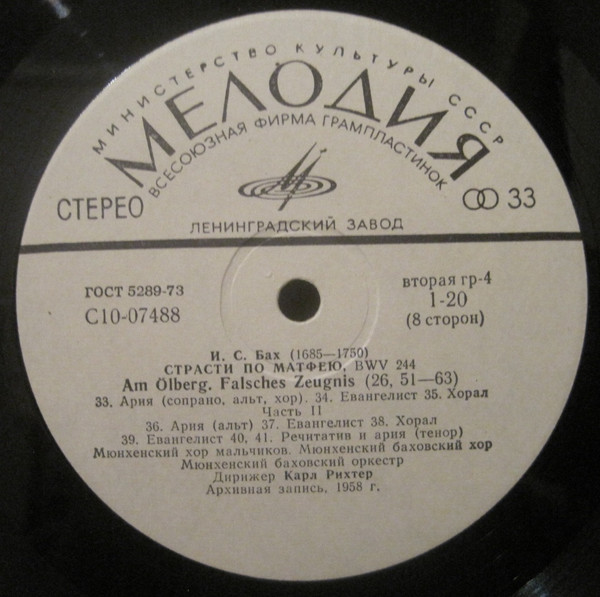 МИНИСТЕРСТВО КУЛЬТУРЫ СССР
МЕЛОДИЯ
ВСЕСОЮЗНАЯ ФИРМА ГРАМПЛАСТИНОК
СТЕРЕО
33
ЛЕНИНГРАДСКИЙ ЗАВОД
ГОСТ 5289-73
С10-07488
вторая гр-4
1-20
(8 сторон)
И. С. Бах (1685—1750)
СТРАСТИ ПО МАТФЕЮ, BWV 244
Am Ölberg. Falsches Zeugnis (26, 51—63)
33. Ария (сопрано, альт, хор). 34. Евангелист 35. Хорал
Часть II
36. Ария (альт) 37. Евангелист 38. Хорал
39. Евангелист 40, 41. Речитатив и ария (тенор)
Мюнхенский хор мальчиков. Мюнхенский баховский хор
Мюнхенский баховский оркестр
Дирижер Карл Рихтер
Архивная запись, 1958 г.